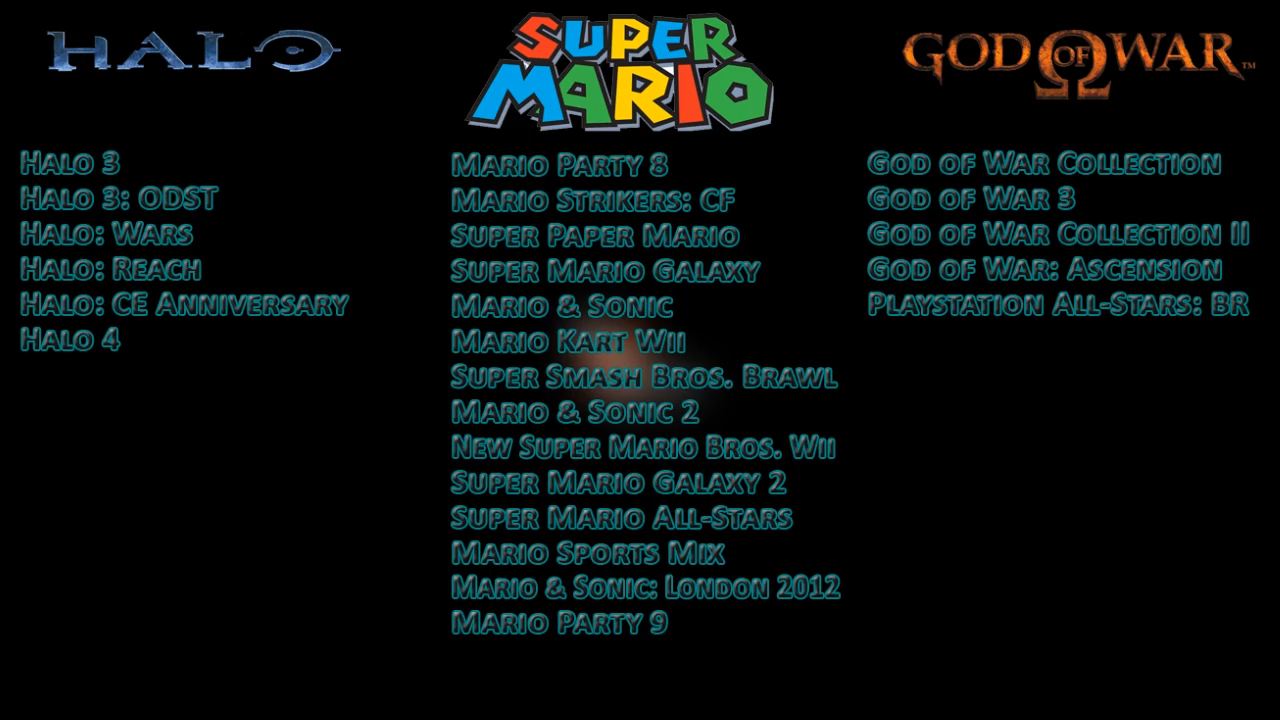 HALO
Halo 3
Halo 3: ODST
Halo: Wars
Halo: Reach
Halo: CE Anniversary
Halo 4
SUPER
MARIO
Mario Party 8
Mario Strikers: CF
Super Paper Mario
Super Mario Galaxy
Mario & Sonic
Mario Kart Wii
Super Smash Bros. Brawl
Mario & Sonic 2
New Super Mario Bros. Wii
Super Mario Galaxy 2
Super Mario All-Stars
Mario Sports Mix
Mario & Sonic: London 2012
Mario Party 9
GOD OF WAR™
God of War Collection
God of War 3
God of War Collection II
God of War: Ascension
Playstation All-Stars: BR